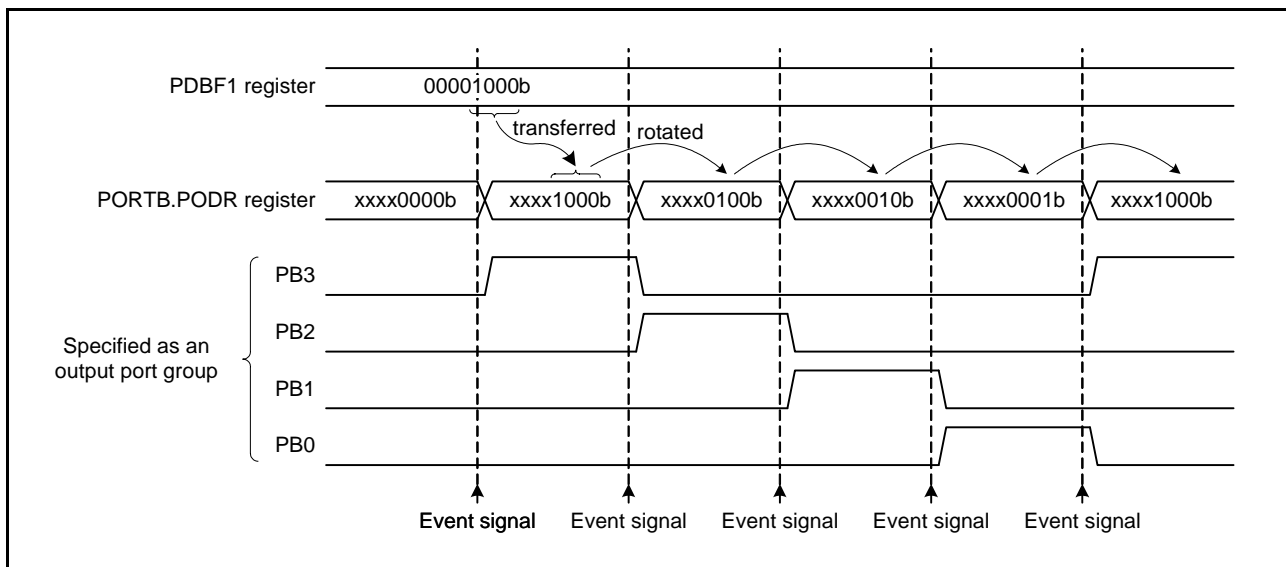 PDBF1 register
00001000b
transferred
rotated
PORTB.PODR register
xxxx0000b
xxxx1000b
xxxx0100b
xxxx0010b
xxxx0001b
xxxx1000b
Specified as an
output port group
PB3
PB2
PB1
PB0
Event signal
Event signal
Event signal
Event signal
Event signal